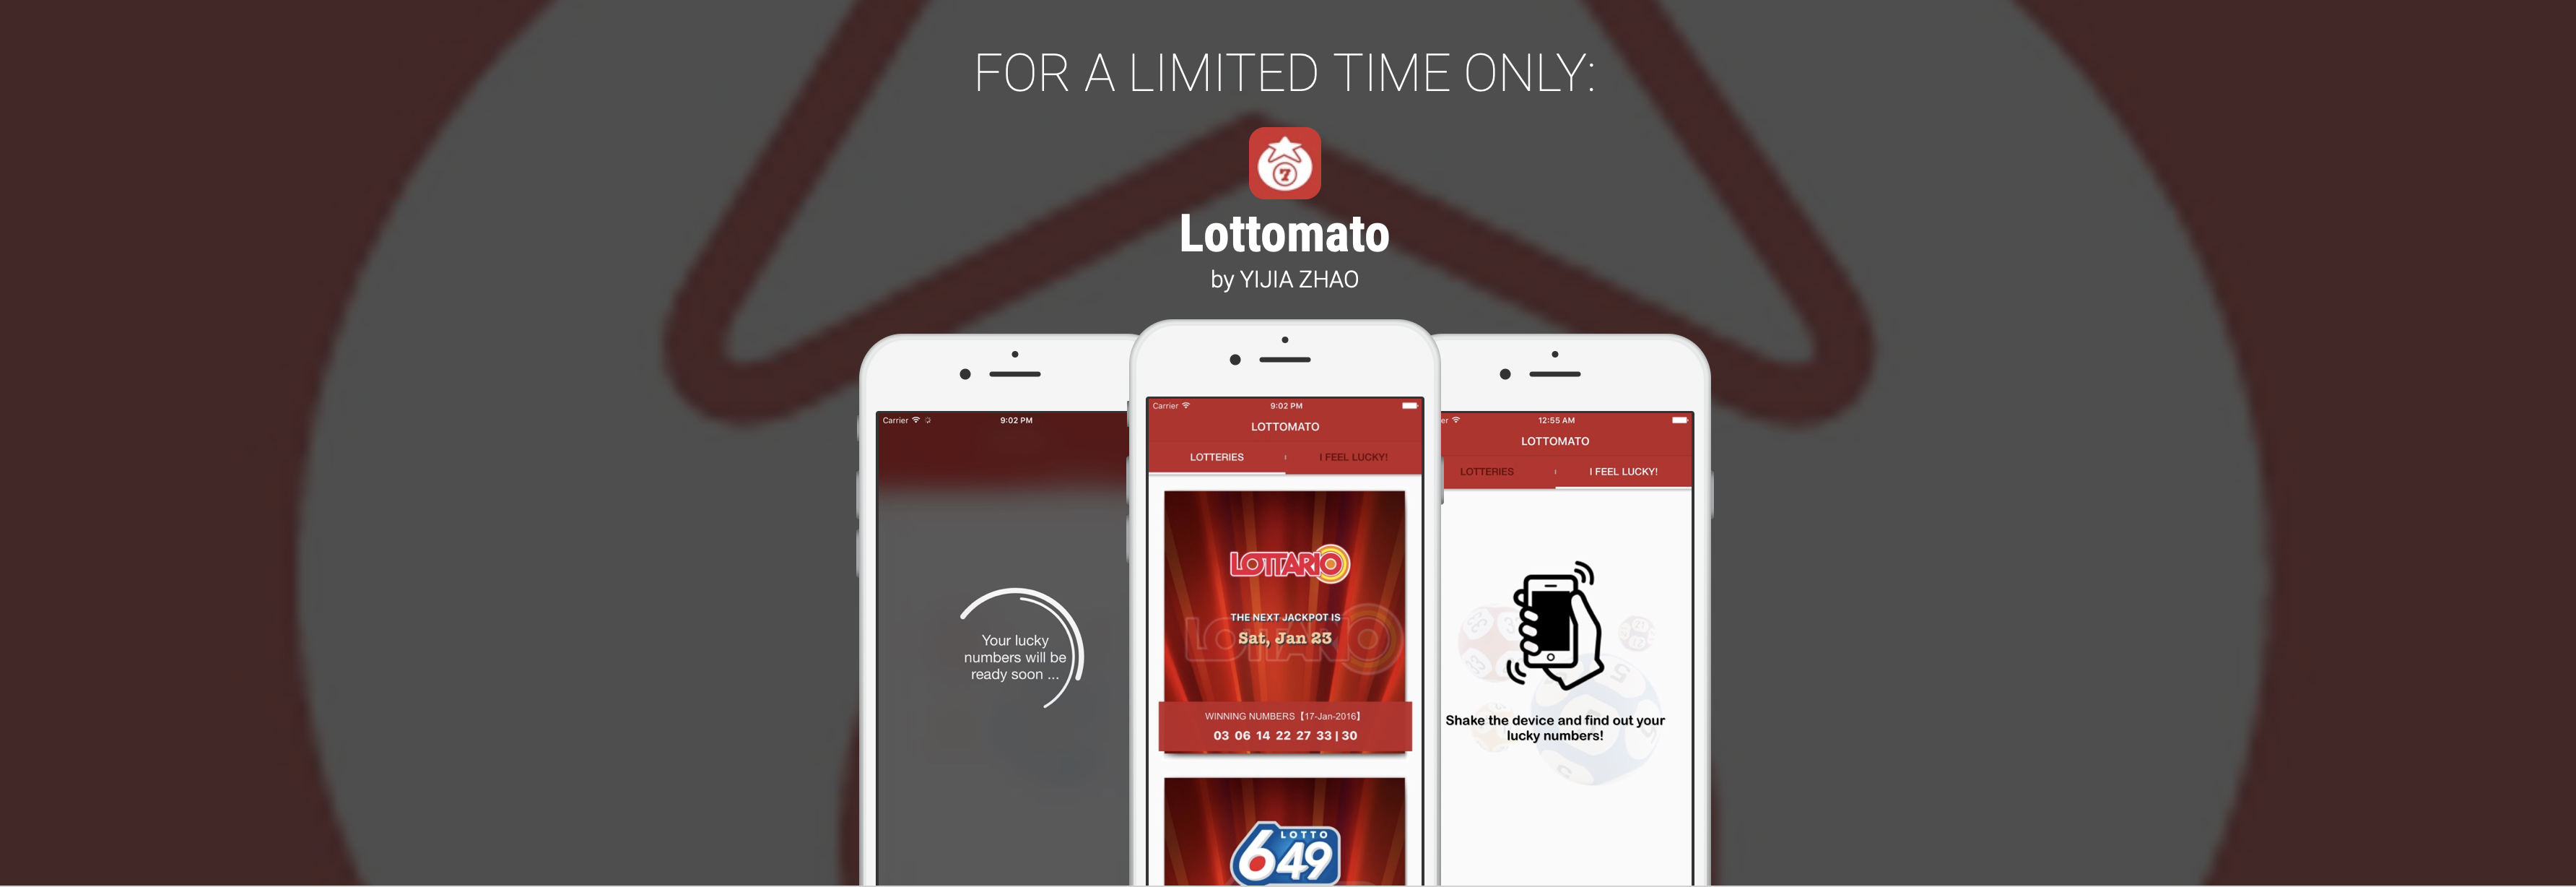 FOR A LIMITED TIME ONLY:
7
Lottomato
by YIJIA ZHAO
Carrier
9:02 PM
Your lucky
numbers will be
ready soon ...
Carrier
9:02 PM
LOTTOMATO
LOTTERIES
I FEEL LUCKY!
LOTTARIO
THE NEXT JACKPOT IS
LOTTARIO
Sat, Jan 23
WINNING NUMBERS【17-Jan-2016】
03 06 14 22 27 33 | 30
LOTTO
649
er
12:55 AM
LOTTOMATO
LOTTERIES
I FEEL LUCKY!
Shake the device and find out your
lucky numbers!